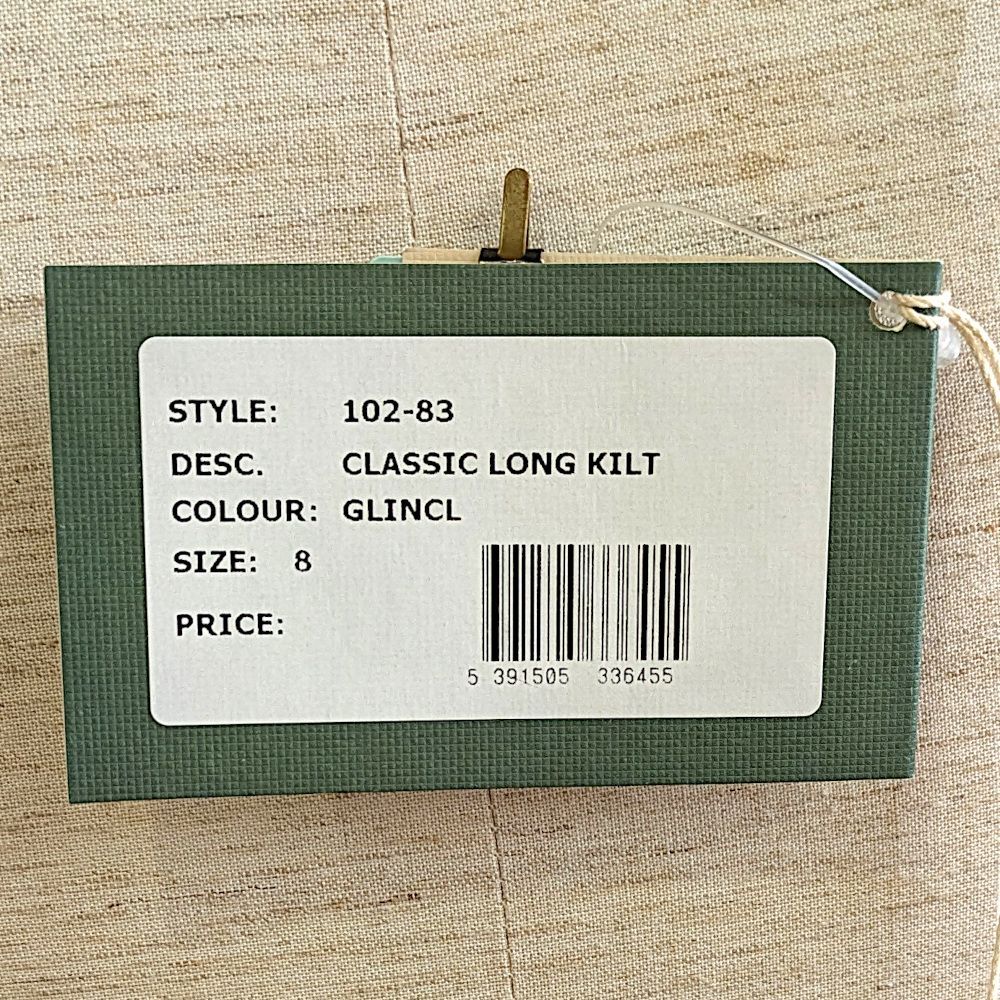 STYLE: 102-83
DESC. CLASSIC LONG KILT
COLOUR: GLINCL
SIZE: 8
PRICE:
5 391505 336455